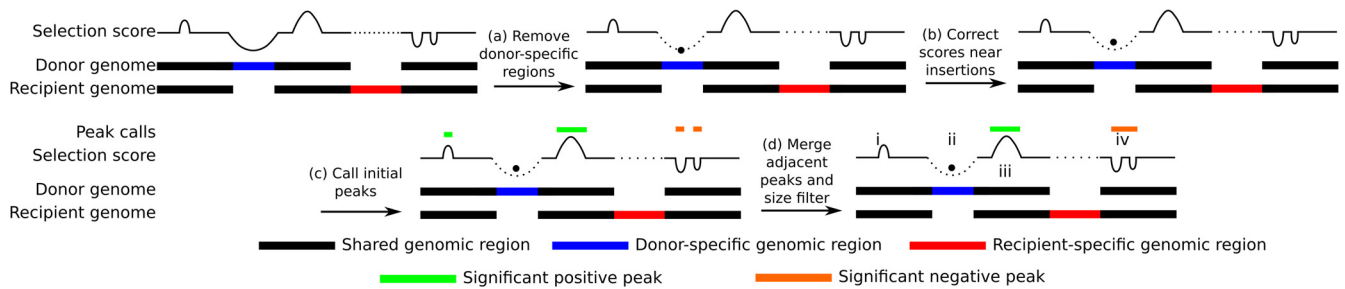 Selection score
Donor genome
Recipient genome
(a) Remove
donor-specific
regions
(b) Correct
scores near
insertions
Peak calls
Selection score
Donor genome
Recipient genome
(c) Call initial
peaks
(d) Merge
adjacent
peaks and
size filter
i
ii
iii
iv
Shared genomic region
Donor-specific genomic region
Recipient-specific genomic region
Significant positive peak
Significant negative peak